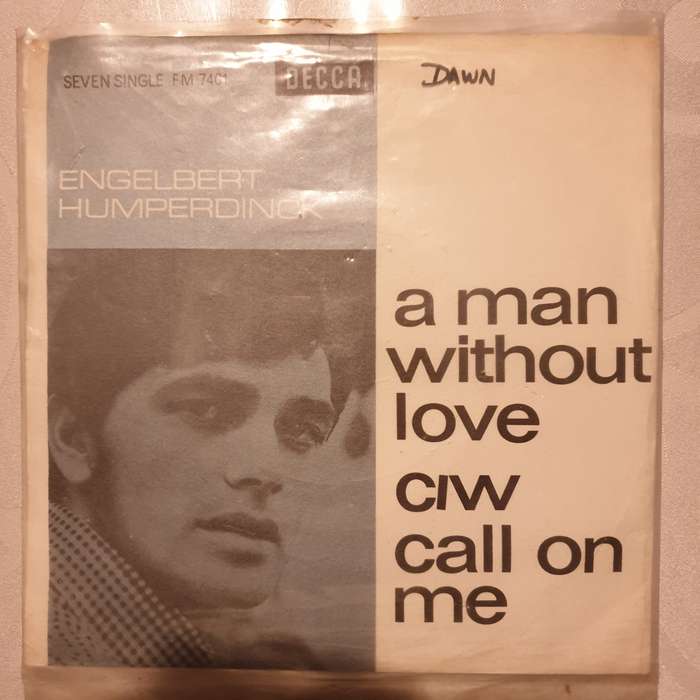 SEVEN SINGLE FM 7401
DECCA
DAWN
ENGELBERT
HUMPERDINCK
a man
without
love
c/w
call on
me